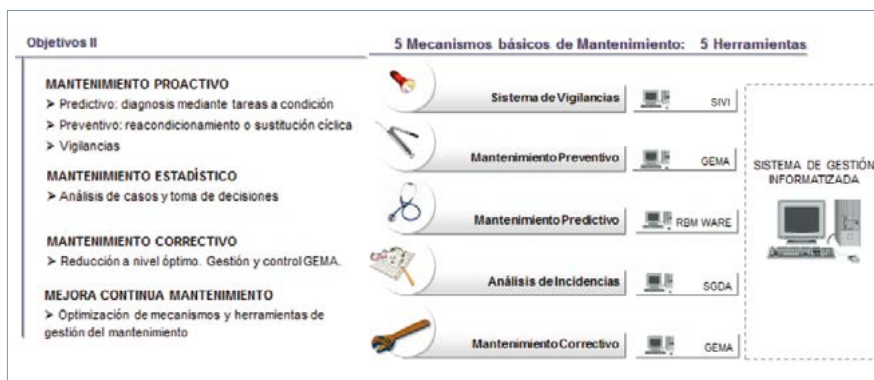 Objetivos II
MANTENIMIENTO PROACTIVO
➤ Predictivo: diagnosis mediante tareas a condición
➤ Preventivo: reacondicionamiento o sustitución cíclica
➤ Vigilancias
MANTENIMIENTO ESTADÍSTICO
➤ Análisis de casos y toma de decisiones
MANTENIMIENTO CORRECTIVO
➤ Reducción a nivel óptimo. Gestión y control GEMA.
MEJORA CONTINUA MANTENIMIENTO
➤ Optimización de mecanismos y herramientas de
gestión del mantenimiento
5 Mecanismos básicos de Mantenimiento: 5 Herramientas
Sistema de Vigilancias SIVI
Mantenimiento Preventivo GEMA
Mantenimiento Predictivo RBM WARE
Análisis de Incidencias SGDA
Mantenimiento Correctivo GEMA
SISTEMA DE GESTIÓN
INFORMATIZADA